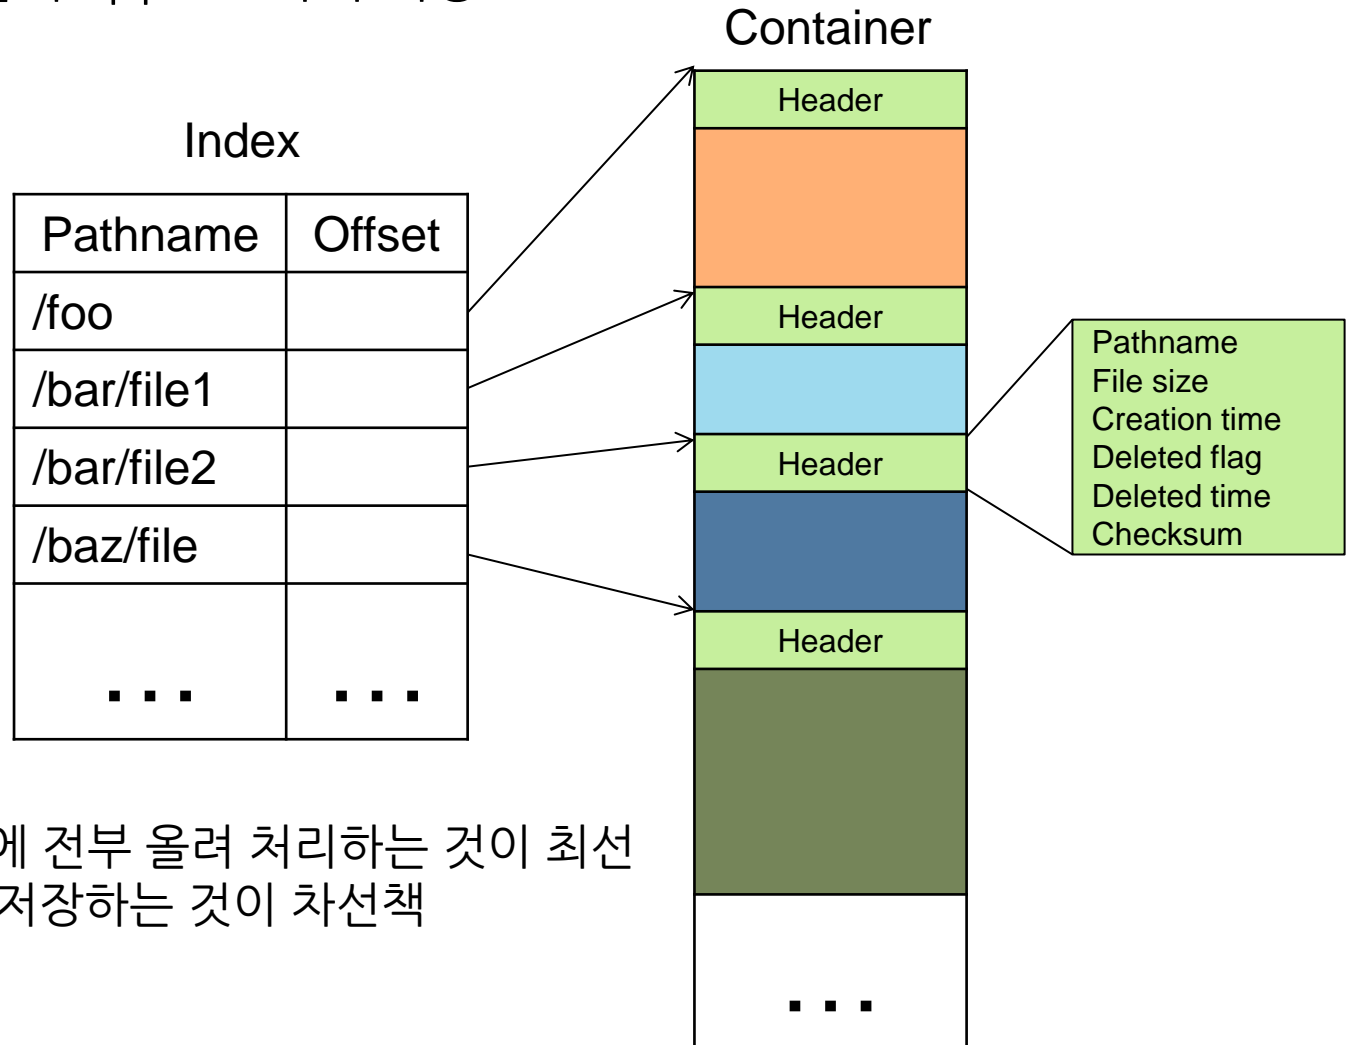 Container
Index
Pathname Offset
/foo
/bar/file1
/bar/file2
/baz/file
... ...
Header
Header
Header
Header
...
Pathname
File size
Creation time
Deleted flag
Deleted time
Checksum
에 전부 올려 처리하는 것이 최선
저장하는 것이 차선책